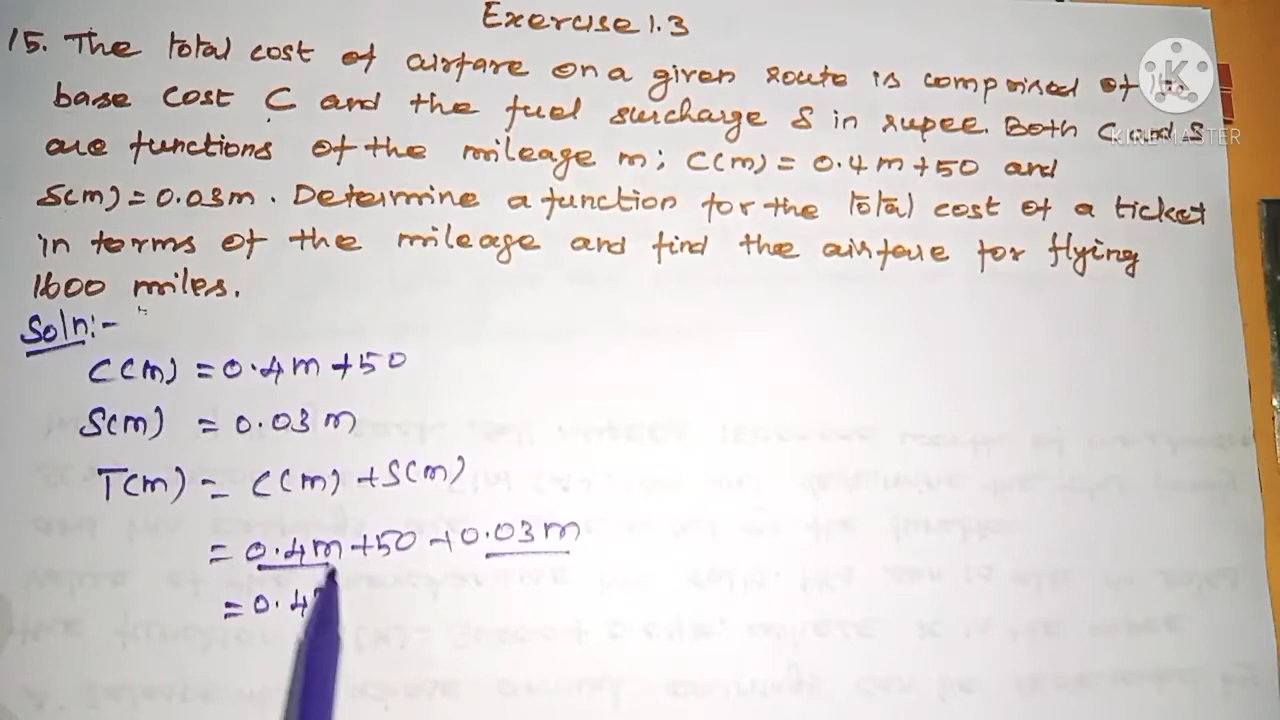 Exercise 1.3
15. The total cost of airfare on a given route is comprised of the
base cost C and the fuel surcharge S in rupee. Both C and S
are functions of the mileage m; C(m) = 0.4m+50 and
S(m) = 0.03m. Determine a function for the total cost of a ticket
in terms of the mileage and find the airfare for flying
1600 miles.
Soln:-
C(m) = 0.4m+50
S(m) = 0.03m
T(m) = C(m)+S(m)
= 0.4m+50+0.03m
= 0.4
K
KINEMASTER